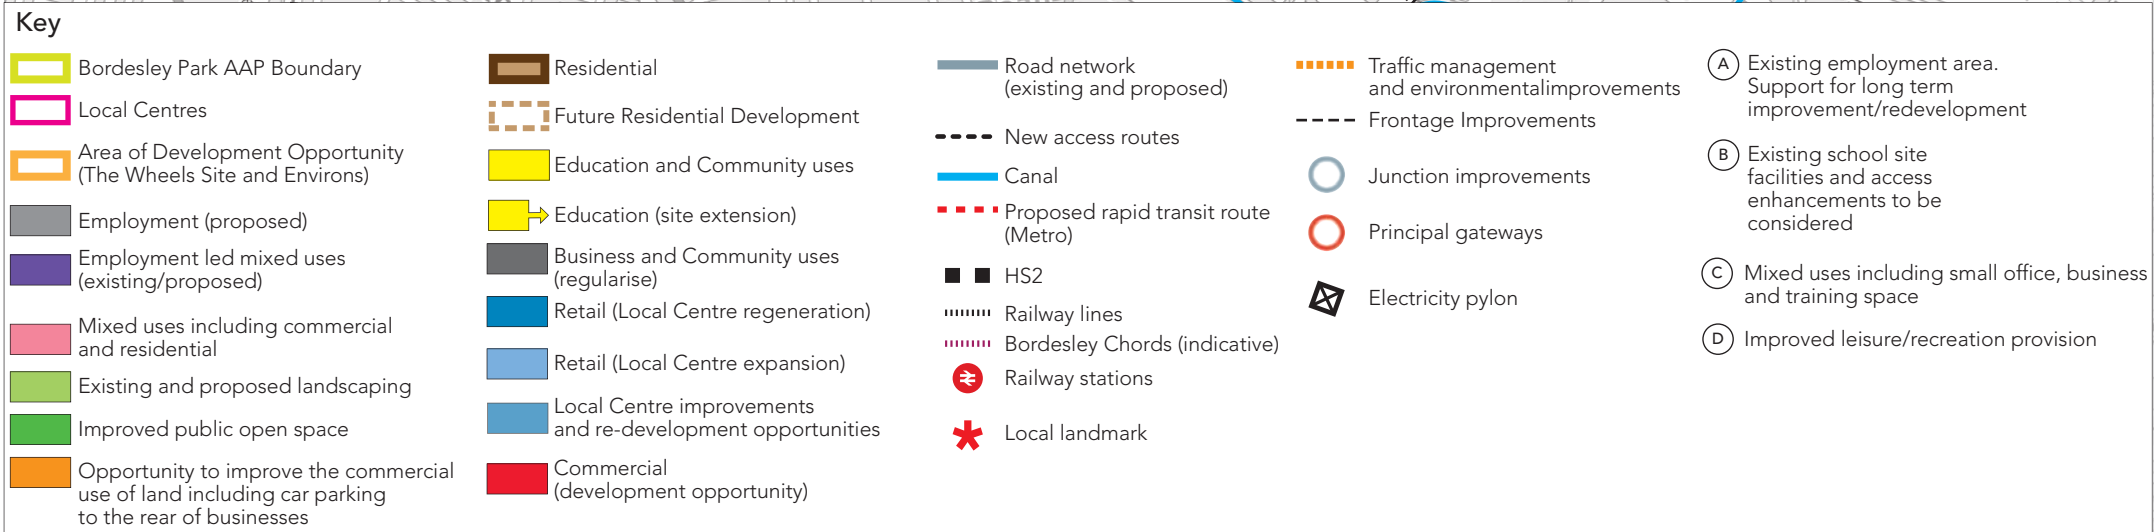 Key
Bordesley Park AAP Boundary
Local Centres
Area of Development Opportunity
(The Wheels Site and Environs)
Employment (proposed)
Employment led mixed uses
(existing/proposed)
Mixed uses including commercial
and residential
Existing and proposed landscaping
Improved public open space
Opportunity to improve the commercial
use of land including car parking
to the rear of businesses
Residential
Future Residential Development
Education and Community uses
Education (site extension)
Business and Community uses
(regularise)
Retail (Local Centre regeneration)
Retail (Local Centre expansion)
Local Centre improvements
and re-development opportunities
Commercial
(development opportunity)
Road network
(existing and proposed)
New access routes
Canal
Proposed rapid transit route
(Metro)
HS2
Railway lines
Bordesley Chords (indicative)
Railway stations
Local landmark
Traffic management
and environmentalimprovements
Frontage Improvements
Junction improvements
Principal gateways
Electricity pylon
A Existing employment area.
Support for long term
improvement/redevelopment
B Existing school site
facilities and access
enhancements to be
considered
C Mixed uses including small office, business
and training space
D Improved leisure/recreation provision